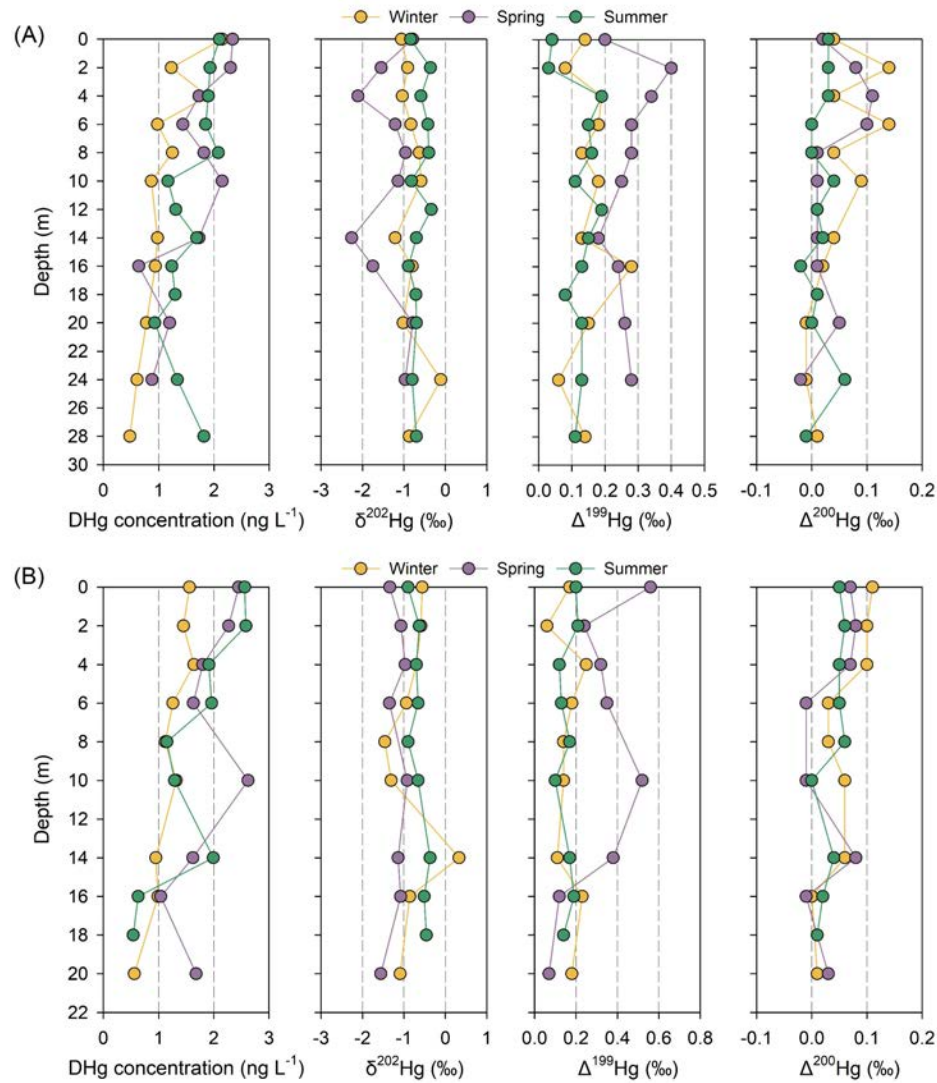 Winter Spring Summer
(A)
0
2
4
6
8
10
12
14
16
18
20
22
24
26
28
30
Depth (m)
0 1 2 3
-3 -2 -1 0 1
0.0 0.1 0.2 0.3 0.4 0.5
-0.1 0.0 0.1 0.2
DHg concentration (ng L⁻¹) δ²⁰²Hg (‰) Δ¹⁹⁹Hg (‰) Δ²⁰⁰Hg (‰)
(B)
Winter Spring Summer
0
2
4
6
8
10
12
14
16
18
20
22
Depth (m)
0 1 2 3
-3 -2 -1 0 1
0.0 0.2 0.4 0.6 0.8
-0.1 0.0 0.1 0.2
DHg concentration (ng L⁻¹) δ²⁰²Hg (‰) Δ¹⁹⁹Hg (‰) Δ²⁰⁰Hg (‰)